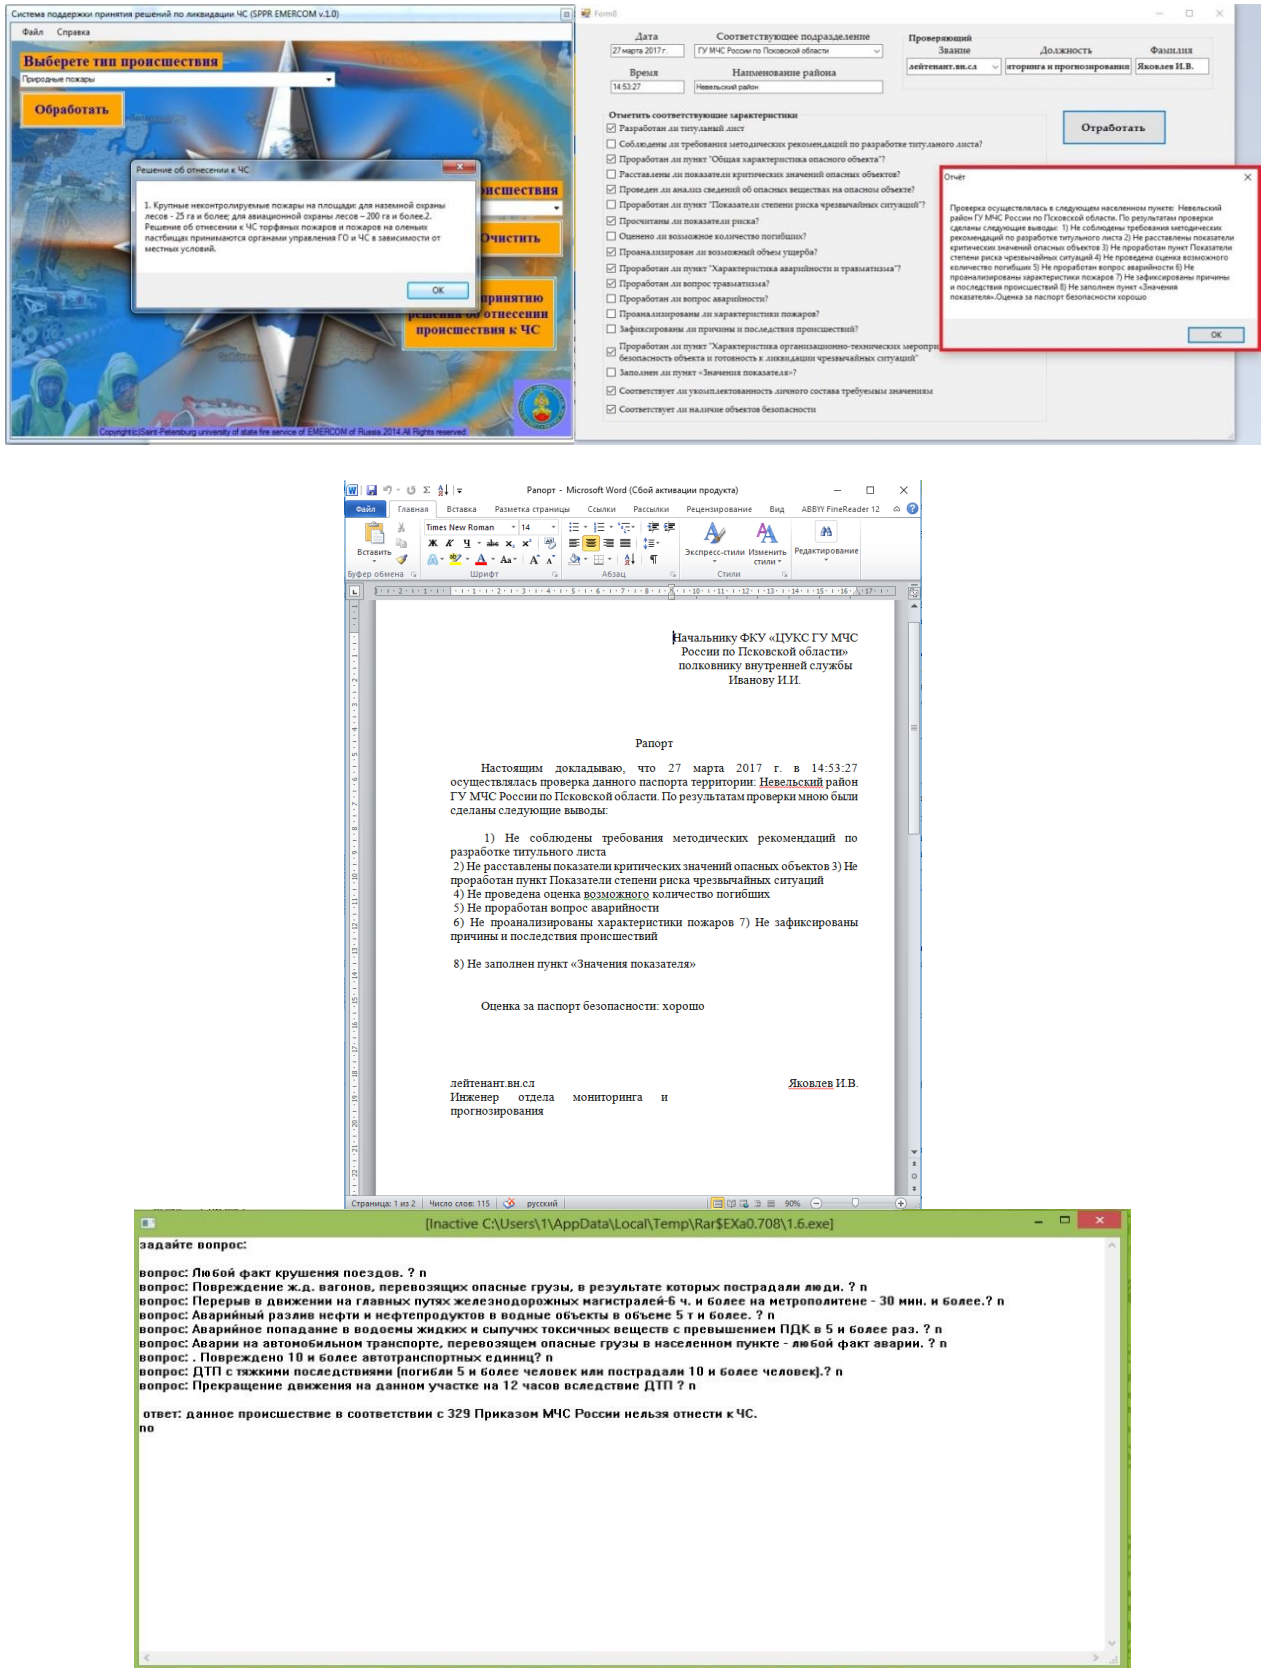 Система поддержки принятия решений по ликвидации ЧС (SPPR EMERCOM v.1.0)
Файл Справка
Выберете тип происшествия
Природные пожары
Обработать
Решение об отнесении к ЧС
1. Крупные неконтролируемые пожары на площади: для наземной охраны
лесов - 25 га и более; для авиационной охраны лесов – 200 га и более.2.
Решение об отнесении к ЧС торфяных пожаров и пожаров на оленьих
пастбищах принимаются органами управления ГО и ЧС в зависимости от
местных условий.
OK
происшествия
Очистить
принятию
решения об отнесении
происшествия к ЧС
Copyright(c)Saint-Petersburg university of state fire service of EMERCOM of Russia 2014.All Rights reserved.
Form8
Дата Соответствующее подразделение
27 марта 2017 г. ГУ МЧС России по Псковской области
Время Наименование района
14:53:27 Невельский район
Проверяющий
Звание Должность Фамилия
лейтенант.вн.сл иторинга и прогнозирования Яковлев И.В.
Отработать
Отметить соответствующие характеристики
Разработан ли титульный лист
Соблюдены ли требования методических рекомендаций по разработке титульного листа?
Проработан ли пункт "Общая характеристика опасного объекта"?
Расставлены ли показатели критических значений опасных объектов?
Проведен ли анализ сведений об опасных веществах на опасном объекте?
Проработан ли пункт "Показатели степени риска чрезвычайных ситуаций"?
Просчитаны ли показатели риска?
Оценено ли возможное количество погибших?
Проанализирован ли возможный объем ущерба?
Проработан ли пункт "Характеристика аварийности и травматизма"?
Проработан ли вопрос травматизма?
Проработан ли вопрос аварийности?
Проанализированы ли характеристики пожаров?
Зафиксированы ли причины и последствия происшествий?
Проработан ли пункт "Характеристика организационно-технических меропри
безопасность объекта и готовность к ликвидации чрезвычайных ситуаций"
Заполнен ли пункт «Значения показателя»?
Соответствует ли укомплектованность личного состава требуемым значениям
Соответствует ли наличие объектов безопасности
Отчёт
Проверка осуществлялась в следующем населенном пункте: Невельский
район ГУ МЧС России по Псковской области. По результатам проверки
сделаны следующие выводы: 1) Не соблюдены требования методических
рекомендаций по разработке титульного листа 2) Не расставлены показатели
критических значений опасных объектов 3) Не проработан пункт Показатели
степени риска чрезвычайных ситуаций 4) Не проведена оценка возможного
количество погибших 5) Не проработан вопрос аварийности 6) Не
проанализированы характеристики пожаров 7) Не зафиксированы причины
и последствия происшествий 8) Не заполнен пункт «Значения
показателя».Оценка за паспорт безопасности хорошо
OK
Рапорт - Microsoft Word (Сбой активации продукта)
Файл Главная Вставка Разметка страницы Ссылки Рассылки Рецензирование Вид ABBYY FineReader 12
Times New Roman 14
Вставить
Экспресс-стили Изменить стили Редактирование
Буфер обмена Шрифт Абзац Стили
Начальнику ФКУ «ЦУКС ГУ МЧС
России по Псковской области»
полковнику внутренней службы
Иванову И.И.
Рапорт
Настоящим докладываю, что 27 марта 2017 г. в 14:53:27
осуществлялась проверка данного паспорта территории: Невельский район
ГУ МЧС России по Псковской области. По результатам проверки мною были
сделаны следующие выводы:
1) Не соблюдены требования методических рекомендаций по
разработке титульного листа
2) Не расставлены показатели критических значений опасных объектов 3) Не
проработан пункт Показатели степени риска чрезвычайных ситуаций
4) Не проведена оценка возможного количество погибших
5) Не проработан вопрос аварийности
6) Не проанализированы характеристики пожаров 7) Не зафиксированы
причины и последствия происшествий
8) Не заполнен пункт «Значения показателя»
Оценка за паспорт безопасности: хорошо
лейтенант.вн.сл Яковлев И.В.
Инженер отдела мониторинга и
прогнозирования
Страница: 1 из 2 Число слов: 115 русский 90%
[Inactive C:\Users\1\AppData\Local\Temp\Rar$EXa0.708\1.6.exe]
задайте вопрос:
вопрос: Любой факт крушения поездов. ? n
вопрос: Повреждение ж.д. вагонов, перевозящих опасные грузы, в результате которых пострадали люди. ? n
вопрос: Перерыв в движении на главных путях железнодорожных магистралей-6 ч. и более на метрополитене - 30 мин. и более.? n
вопрос: Аварийный разлив нефти и нефтепродуктов в водные объекты в объеме 5 т и более. ? n
вопрос: Аварийное попадание в водоемы жидких и сыпучих токсичных веществ с превышением ПДК в 5 и более раз. ? n
вопрос: Аварии на автомобильном транспорте, перевозящем опасные грузы в населенном пункте - любой факт аварии. ? n
вопрос: . Повреждено 10 и более автотранспортных единиц? n
вопрос: ДТП с тяжкими последствиями (погибли 5 и более человек или пострадали 10 и более человек).? n
вопрос: Прекращение движения на данном участке на 12 часов вследствие ДТП ? n
ответ: данное происшествие в соответствии с 329 Приказом МЧС России нельзя отнести к ЧС.
no